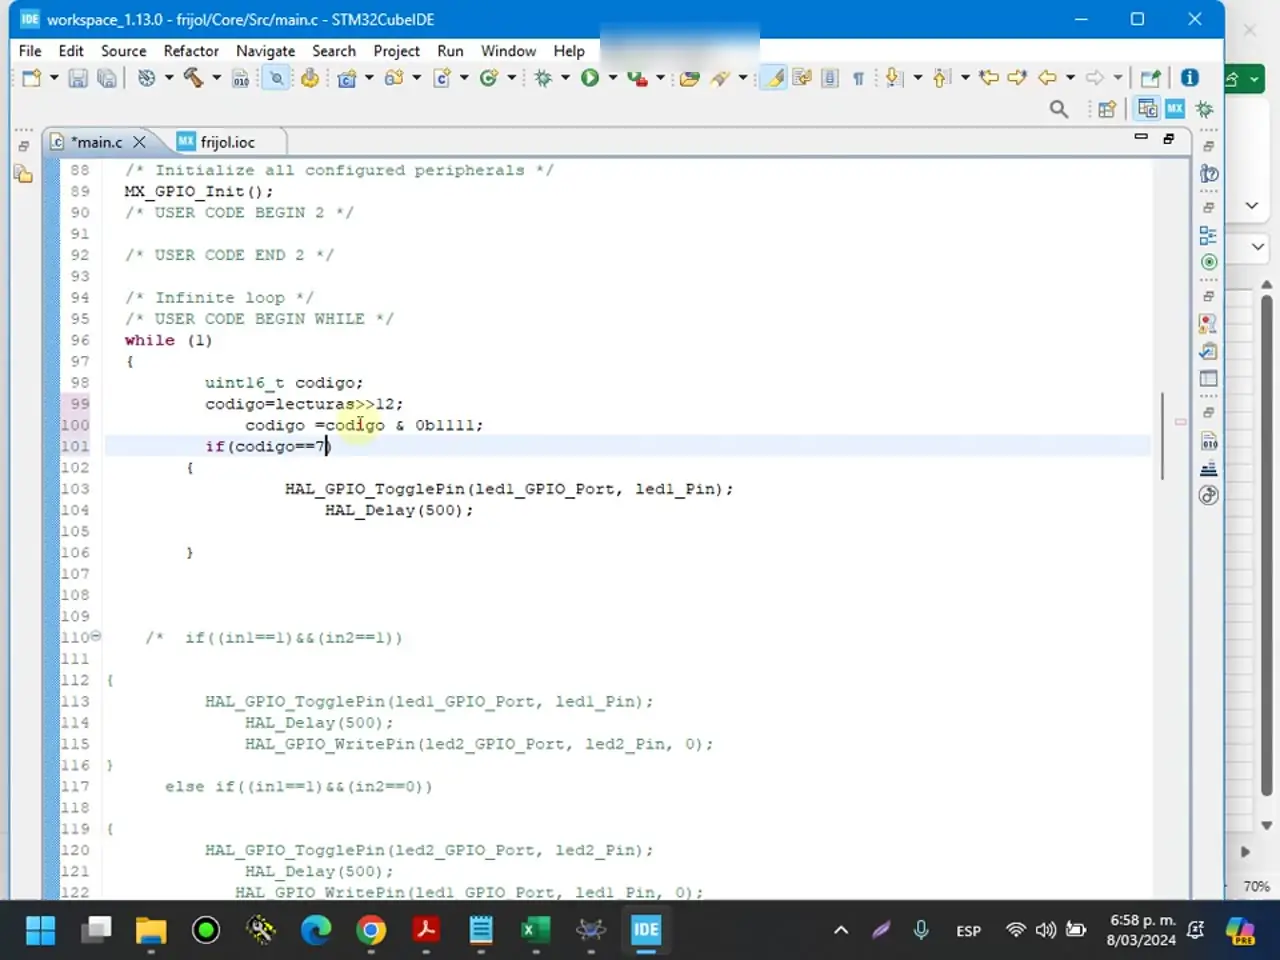 IDE workspace_1.13.0 - frijol/Core/Src/main.c - STM32CubeIDE
File Edit Source Refactor Navigate Search Project Run Window Help
*main.c
MX frijol.ioc
88 /* Initialize all configured peripherals */
89 MX_GPIO_Init();
90 /* USER CODE BEGIN 2 */
91
92 /* USER CODE END 2 */
93
94 /* Infinite loop */
95 /* USER CODE BEGIN WHILE */
96 while (1)
97 {
98 uint16_t codigo;
99 codigo=lecturas>>12;
100 codigo =codigo & 0b1111;
101 if(codigo==7)
102 {
103 HAL_GPIO_TogglePin(led1_GPIO_Port, led1_Pin);
104 HAL_Delay(500);
105
106 }
107
108
109
110 /* if((in1==1)&&(in2==1))
111
112 {
113 HAL_GPIO_TogglePin(led1_GPIO_Port, led1_Pin);
114 HAL_Delay(500);
115 HAL_GPIO_WritePin(led2_GPIO_Port, led2_Pin, 0);
116 }
117 else if((in1==1)&&(in2==0))
118
119 {
120 HAL_GPIO_TogglePin(led2_GPIO_Port, led2_Pin);
121 HAL_Delay(500);
122 HAL_GPIO_WritePin(led1_GPIO_Port, led1_Pin, 0);
70%
IDE
ESP
6:58 p. m.
8/03/2024
PRE